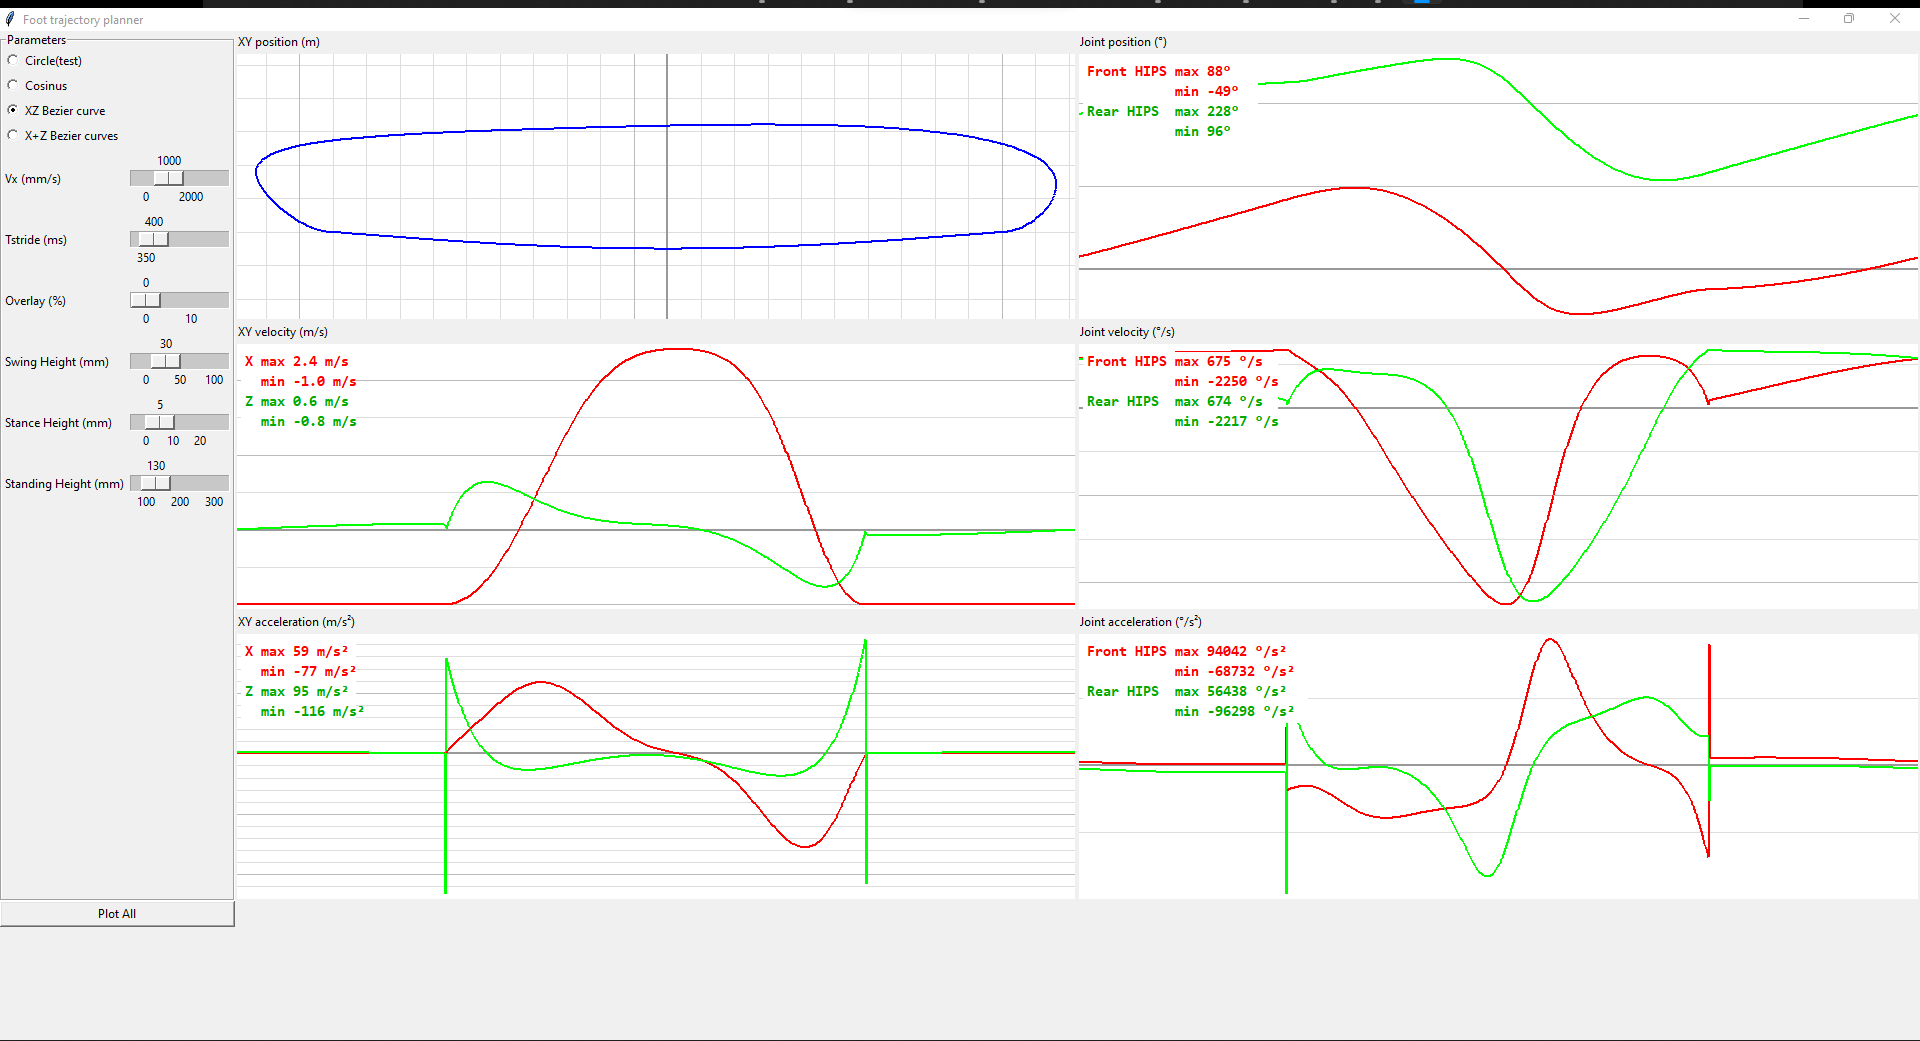 Foot trajectory planner
Parameters
Circle(test)
Cosinus
XZ Bezier curve
X+Z Bezier curves
1000
Vx (mm/s)
0 2000
400
Tstride (ms)
350
0
Overlay (%)
0 10
30
Swing Height (mm)
0 50 100
5
Stance Height (mm)
0 10 20
130
Standing Height (mm)
100 200 300
Plot All
XY position (m)
XY velocity (m/s)
X max 2.4 m/s
min -1.0 m/s
Z max 0.6 m/s
min -0.8 m/s
XY acceleration (m/s²)
X max 59 m/s²
min -77 m/s²
Z max 95 m/s²
min -116 m/s²
Joint position (°)
Front HIPS max 88°
min -49°
Rear HIPS max 228°
min 96°
Joint velocity (°/s)
Front HIPS max 675 °/s
min -2250 °/s
Rear HIPS max 674 °/s
min -2217 °/s
Joint acceleration (°/s²)
Front HIPS max 94042 °/s²
min -68732 °/s²
Rear HIPS max 56438 °/s²
min -96298 °/s²